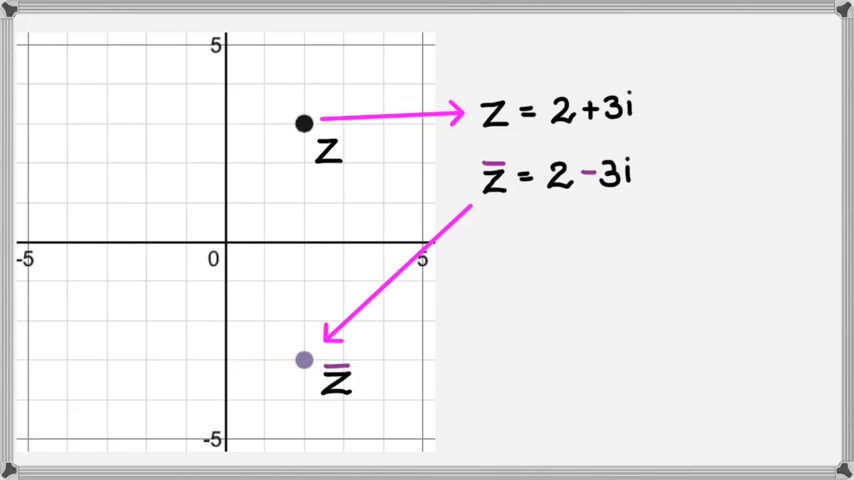 5
z = 2 + 3i
z
z̄ = 2 - 3i
-5 0 5
z̄
-5